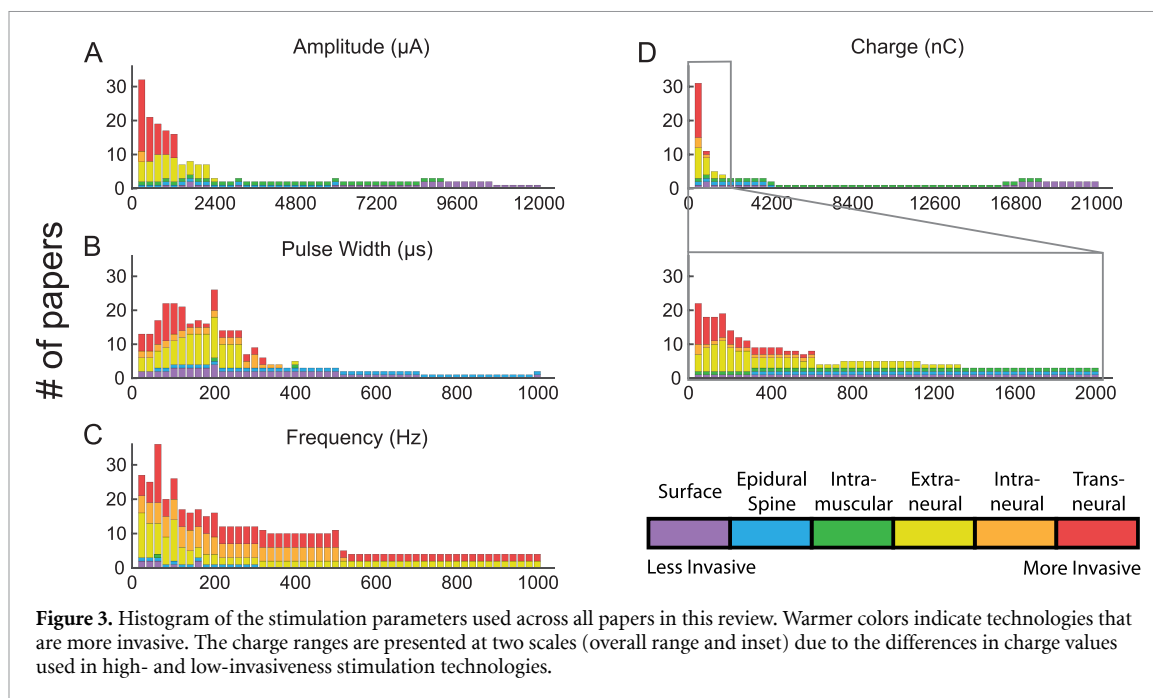 A
Amplitude (µA)
30
20
10
0
0 2400 4800 7200 9600 12000
B
Pulse Width (µs)
30
20
10
0
0 200 400 600 800 1000
C
Frequency (Hz)
30
20
10
0
0 200 400 600 800 1000
# of papers
D
Charge (nC)
30
20
10
0
0 4200 8400 12600 16800 21000
30
20
10
0
0 400 800 1200 1600 2000
Surface
Epidural
Spine
Intra-
muscular
Extra-
neural
Intra-
neural
Trans-
neural
Less Invasive
More Invasive
Figure 3. Histogram of the stimulation parameters used across all papers in this review. Warmer colors indicate technologies that
are more invasive. The charge ranges are presented at two scales (overall range and inset) due to the differences in charge values
used in high- and low-invasiveness stimulation technologies.